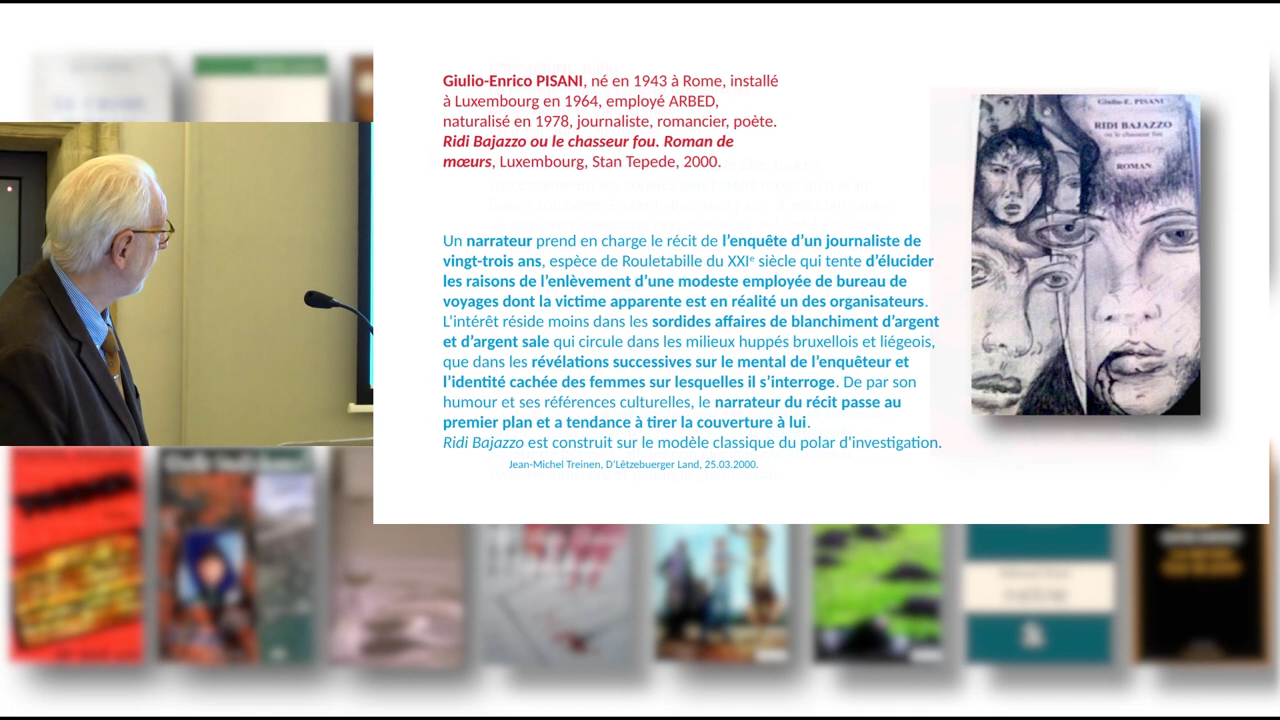 Giulio-Enrico PISANI, né en 1943 à Rome, installé
à Luxembourg en 1964, employé ARBED,
naturalisé en 1978, journaliste, romancier, poète.
Ridi Bajazzo ou le chasseur fou. Roman de
mœurs, Luxembourg, Stan Tepede, 2000.
Un narrateur prend en charge le récit de l’enquête d’un journaliste de
vingt-trois ans, espèce de Rouletabille du XXIe siècle qui tente d’élucider
les raisons de l’enlèvement d’une modeste employée de bureau de
voyages dont la victime apparente est en réalité un des organisateurs.
L’intérêt réside moins dans les sordides affaires de blanchiment d’argent
et d’argent sale qui circule dans les milieux huppés bruxellois et liégeois,
que dans les révélations successives sur le mental de l’enquêteur et
l’identité cachée des femmes sur lesquelles il s’interroge. De par son
humour et ses références culturelles, le narrateur du récit passe au
premier plan et a tendance à tirer la couverture à lui.
Ridi Bajazzo est construit sur le modèle classique du polar d'investigation.
Jean-Michel Treinen, D’Lëtzebuerger Land, 25.03.2000.
Giulio-E. PISANI
RIDI BAJAZZO
ou le chasseur fou
ROMAN